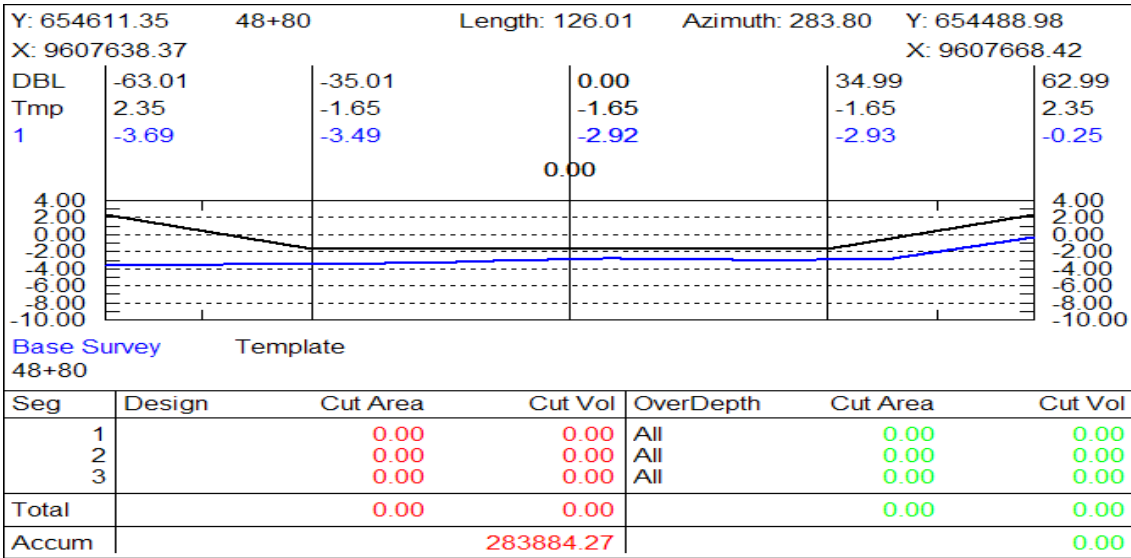 Y: 654611.35 48+80 Length: 126.01 Azimuth: 283.80 Y: 654488.98
X: 9607638.37 X: 9607668.42
DBL -63.01 -35.01 0.00 34.99 62.99
Tmp 2.35 -1.65 -1.65 -1.65 2.35
1 -3.69 -3.49 -2.92 -2.93 -0.25
0.00
4.00 4.00
2.00 2.00
0.00 0.00
-2.00 -2.00
-4.00 -4.00
-6.00 -6.00
-8.00 -8.00
-10.00 -10.00
Base Survey Template
48+80
Seg Design Cut Area Cut Vol OverDepth Cut Area Cut Vol
1 0.00 0.00 All 0.00 0.00
2 0.00 0.00 All 0.00 0.00
3 0.00 0.00 All 0.00 0.00
Total 0.00 0.00 0.00 0.00
Accum 283884.27 0.00